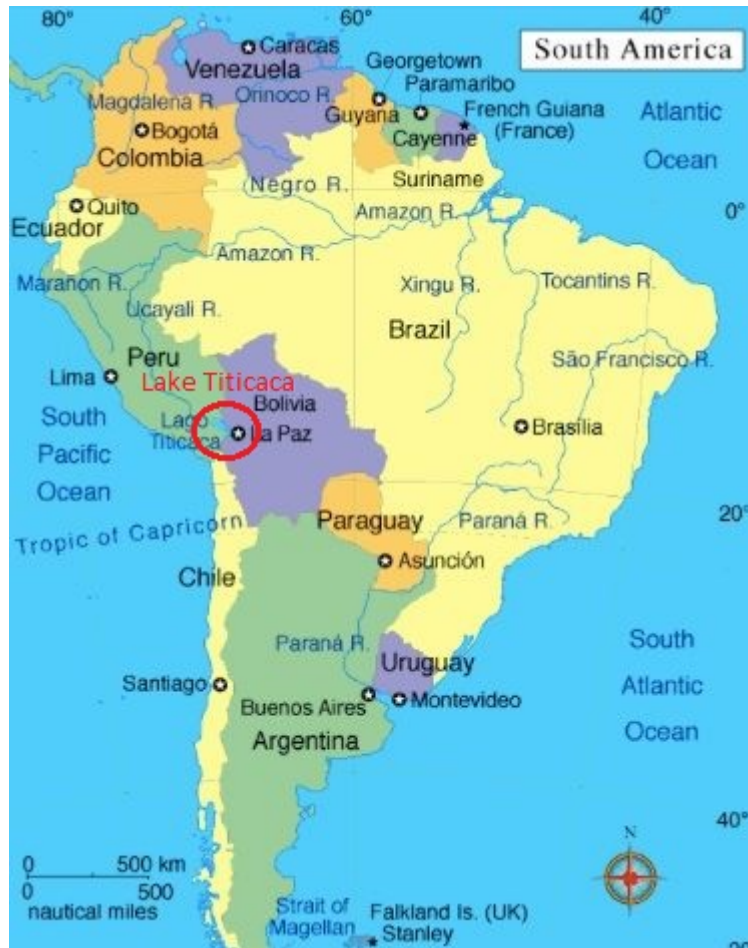 80°
60°
40°
South America
Caracas
Venezuela
Georgetown
Paramaribo
Magdalena R.
Orinoco R.
Guyana
French Guiana
(France)
Atlantic
Ocean
Bogotá
Colombia
Cayenne
Suriname
Negro R.
Quito
Ecuador
Amazon R.
0°
Amazon R.
Marañon R.
Xingu R.
Tocantins R.
Ucayali R.
Brazil
Peru
São Francisco R.
Lima
Lake Titicaca
Bolivia
South
Pacific
Ocean
Lago
Titicaca
La Paz
Brasília
Tropic of Capricorn
Paraguay
Paraná R.
20°
Asunción
Chile
Paraná R.
Uruguay
South
Atlantic
Ocean
Santiago
Buenos Aires
Montevideo
Argentina
40°
N
0
500 km
0
500
nautical miles
Strait of
Magellan
Falkland Is. (UK)
Stanley